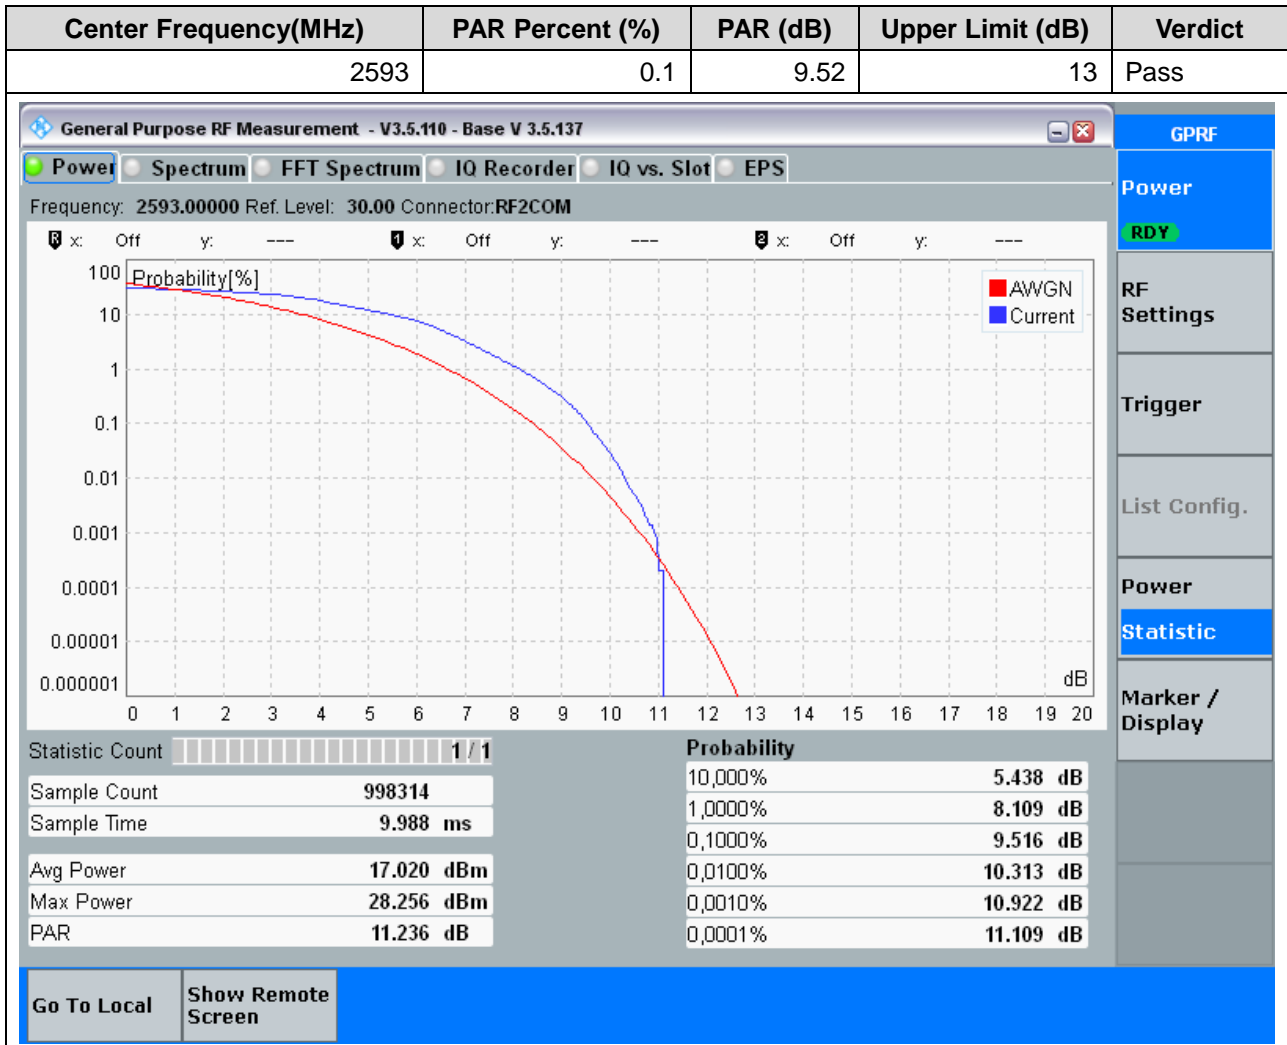 Center Frequency(MHz) PAR Percent (%) PAR (dB) Upper Limit (dB) Verdict
2593 0.1 9.52 13 Pass
General Purpose RF Measurement - V3.5.110 - Base V 3.5.137
GPRF
Power Spectrum FFT Spectrum IQ Recorder IQ vs. Slot EPS
Power
RDY
Frequency: 2593.00000 Ref. Level: 30.00 Connector:RF2COM
R x: Off y: --- 1 x: Off y: --- 2 x: Off y: ---
Probability[%]
AWGN
Current
100
10
1
0.1
0.01
0.001
0.0001
0.00001
0.000001
dB
0 1 2 3 4 5 6 7 8 9 10 11 12 13 14 15 16 17 18 19 20
RF
Settings
Trigger
List Config.
Power
Statistic
Marker /
Display
Statistic Count 1 / 1
Sample Count 998314
Sample Time 9.988 ms
Avg Power 17.020 dBm
Max Power 28.256 dBm
PAR 11.236 dB
Probability
10,000% 5.438 dB
1,0000% 8.109 dB
0,1000% 9.516 dB
0,0100% 10.313 dB
0,0010% 10.922 dB
0,0001% 11.109 dB
Go To Local
Show Remote
Screen